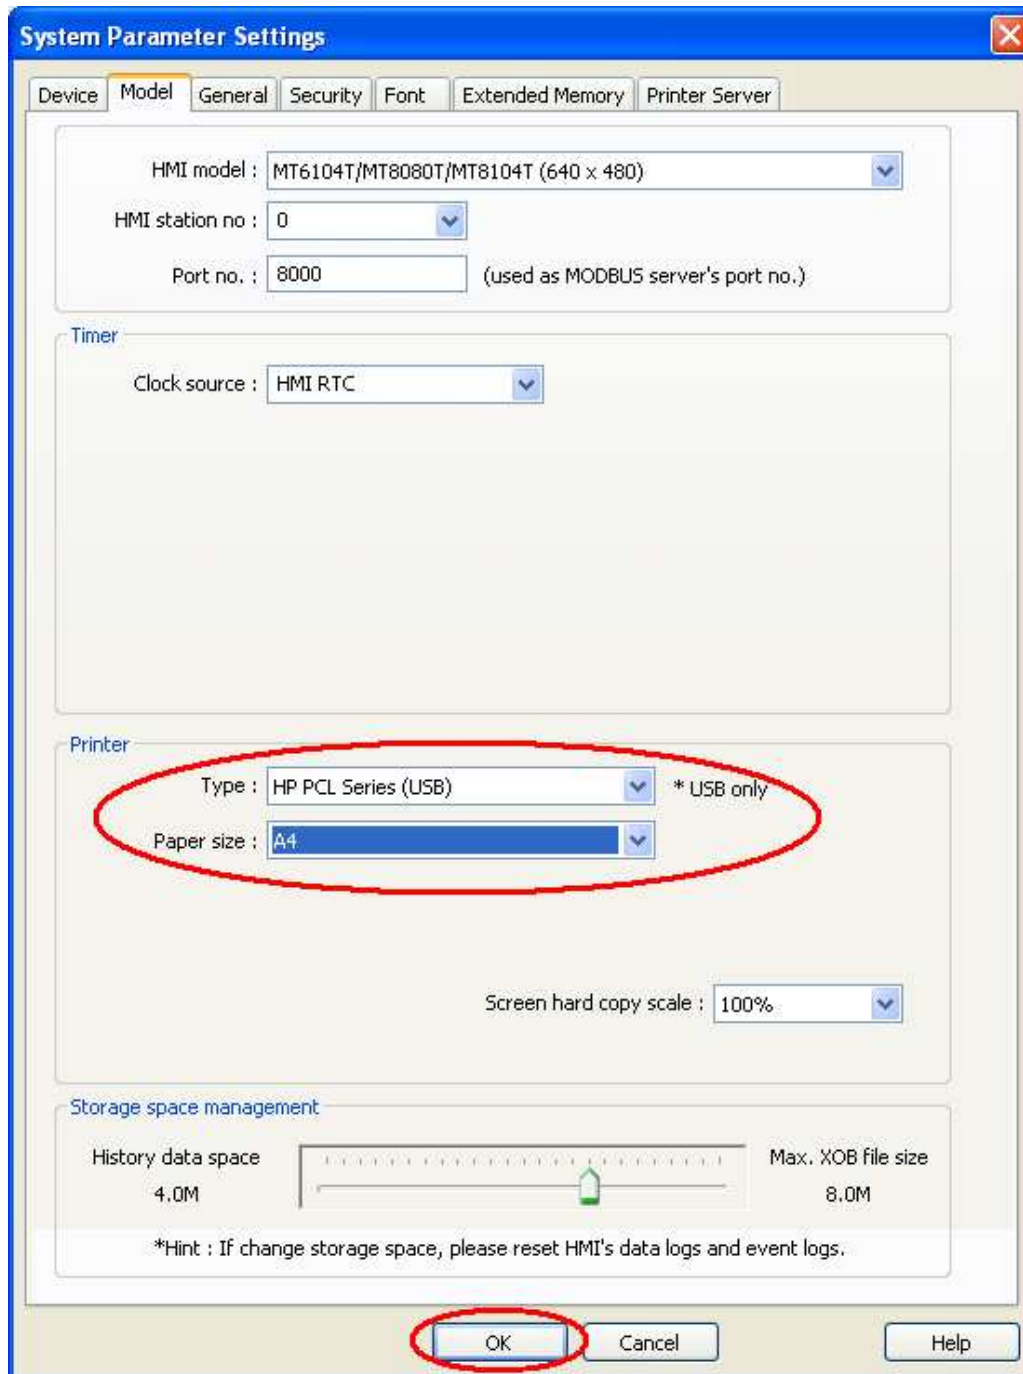 System Parameter Settings
Device Model General Security Font Extended Memory Printer Server
HMI model : MT6104T/MT8080T/MT8104T (640 x 480)
HMI station no : 0
Port no. : 8000 (used as MODBUS server's port no.)
Timer
Clock source : HMI RTC
Printer
Type : HP PCL Series (USB) * USB only
Paper size : A4
Screen hard copy scale : 100%
Storage space management
History data space Max. XOB file size
4.0M 8.0M
*Hint : If change storage space, please reset HMI's data logs and event logs.
OK Cancel Help